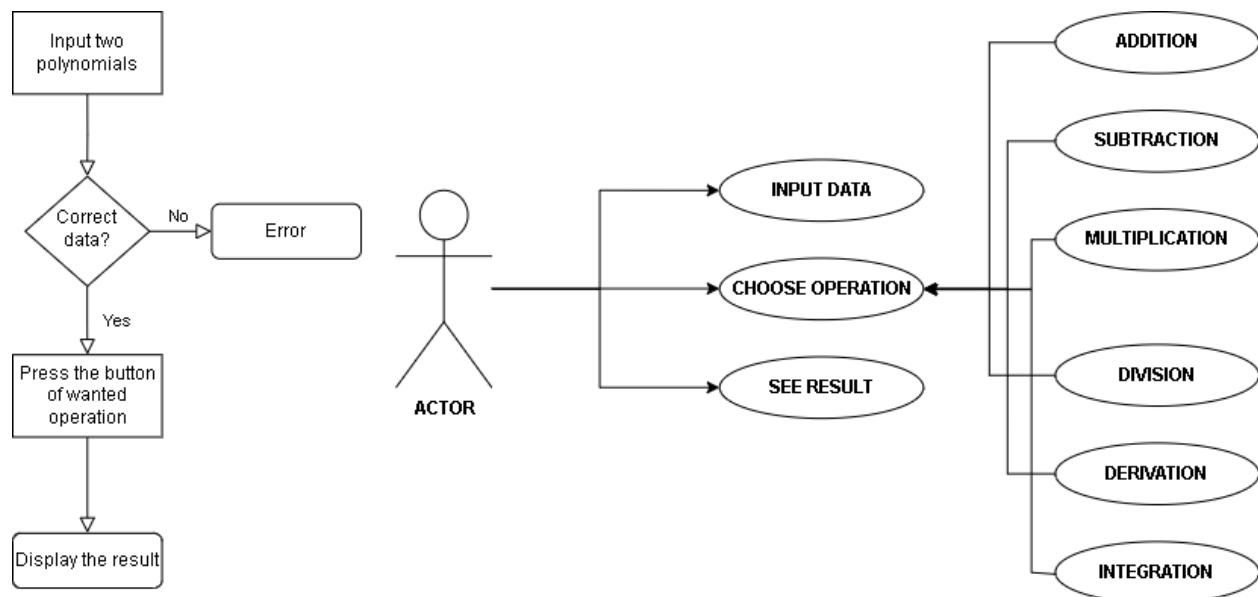 Input two
polynomials
Correct
data?
No
Error
Yes
Press the button
of wanted
operation
Display the result
ACTOR
INPUT DATA
CHOOSE OPERATION
SEE RESULT
ADDITION
SUBTRACTION
MULTIPLICATION
DIVISION
DERIVATION
INTEGRATION